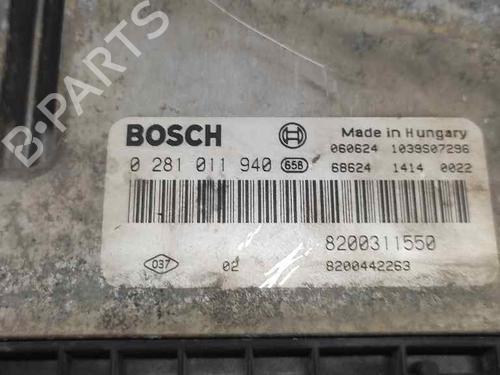 B-PARTS
BOSCH
Made in Hungary
060624 1039S07296
0 281 011 940 658 68624 1414 0022
8200311550
037 02 8200442263